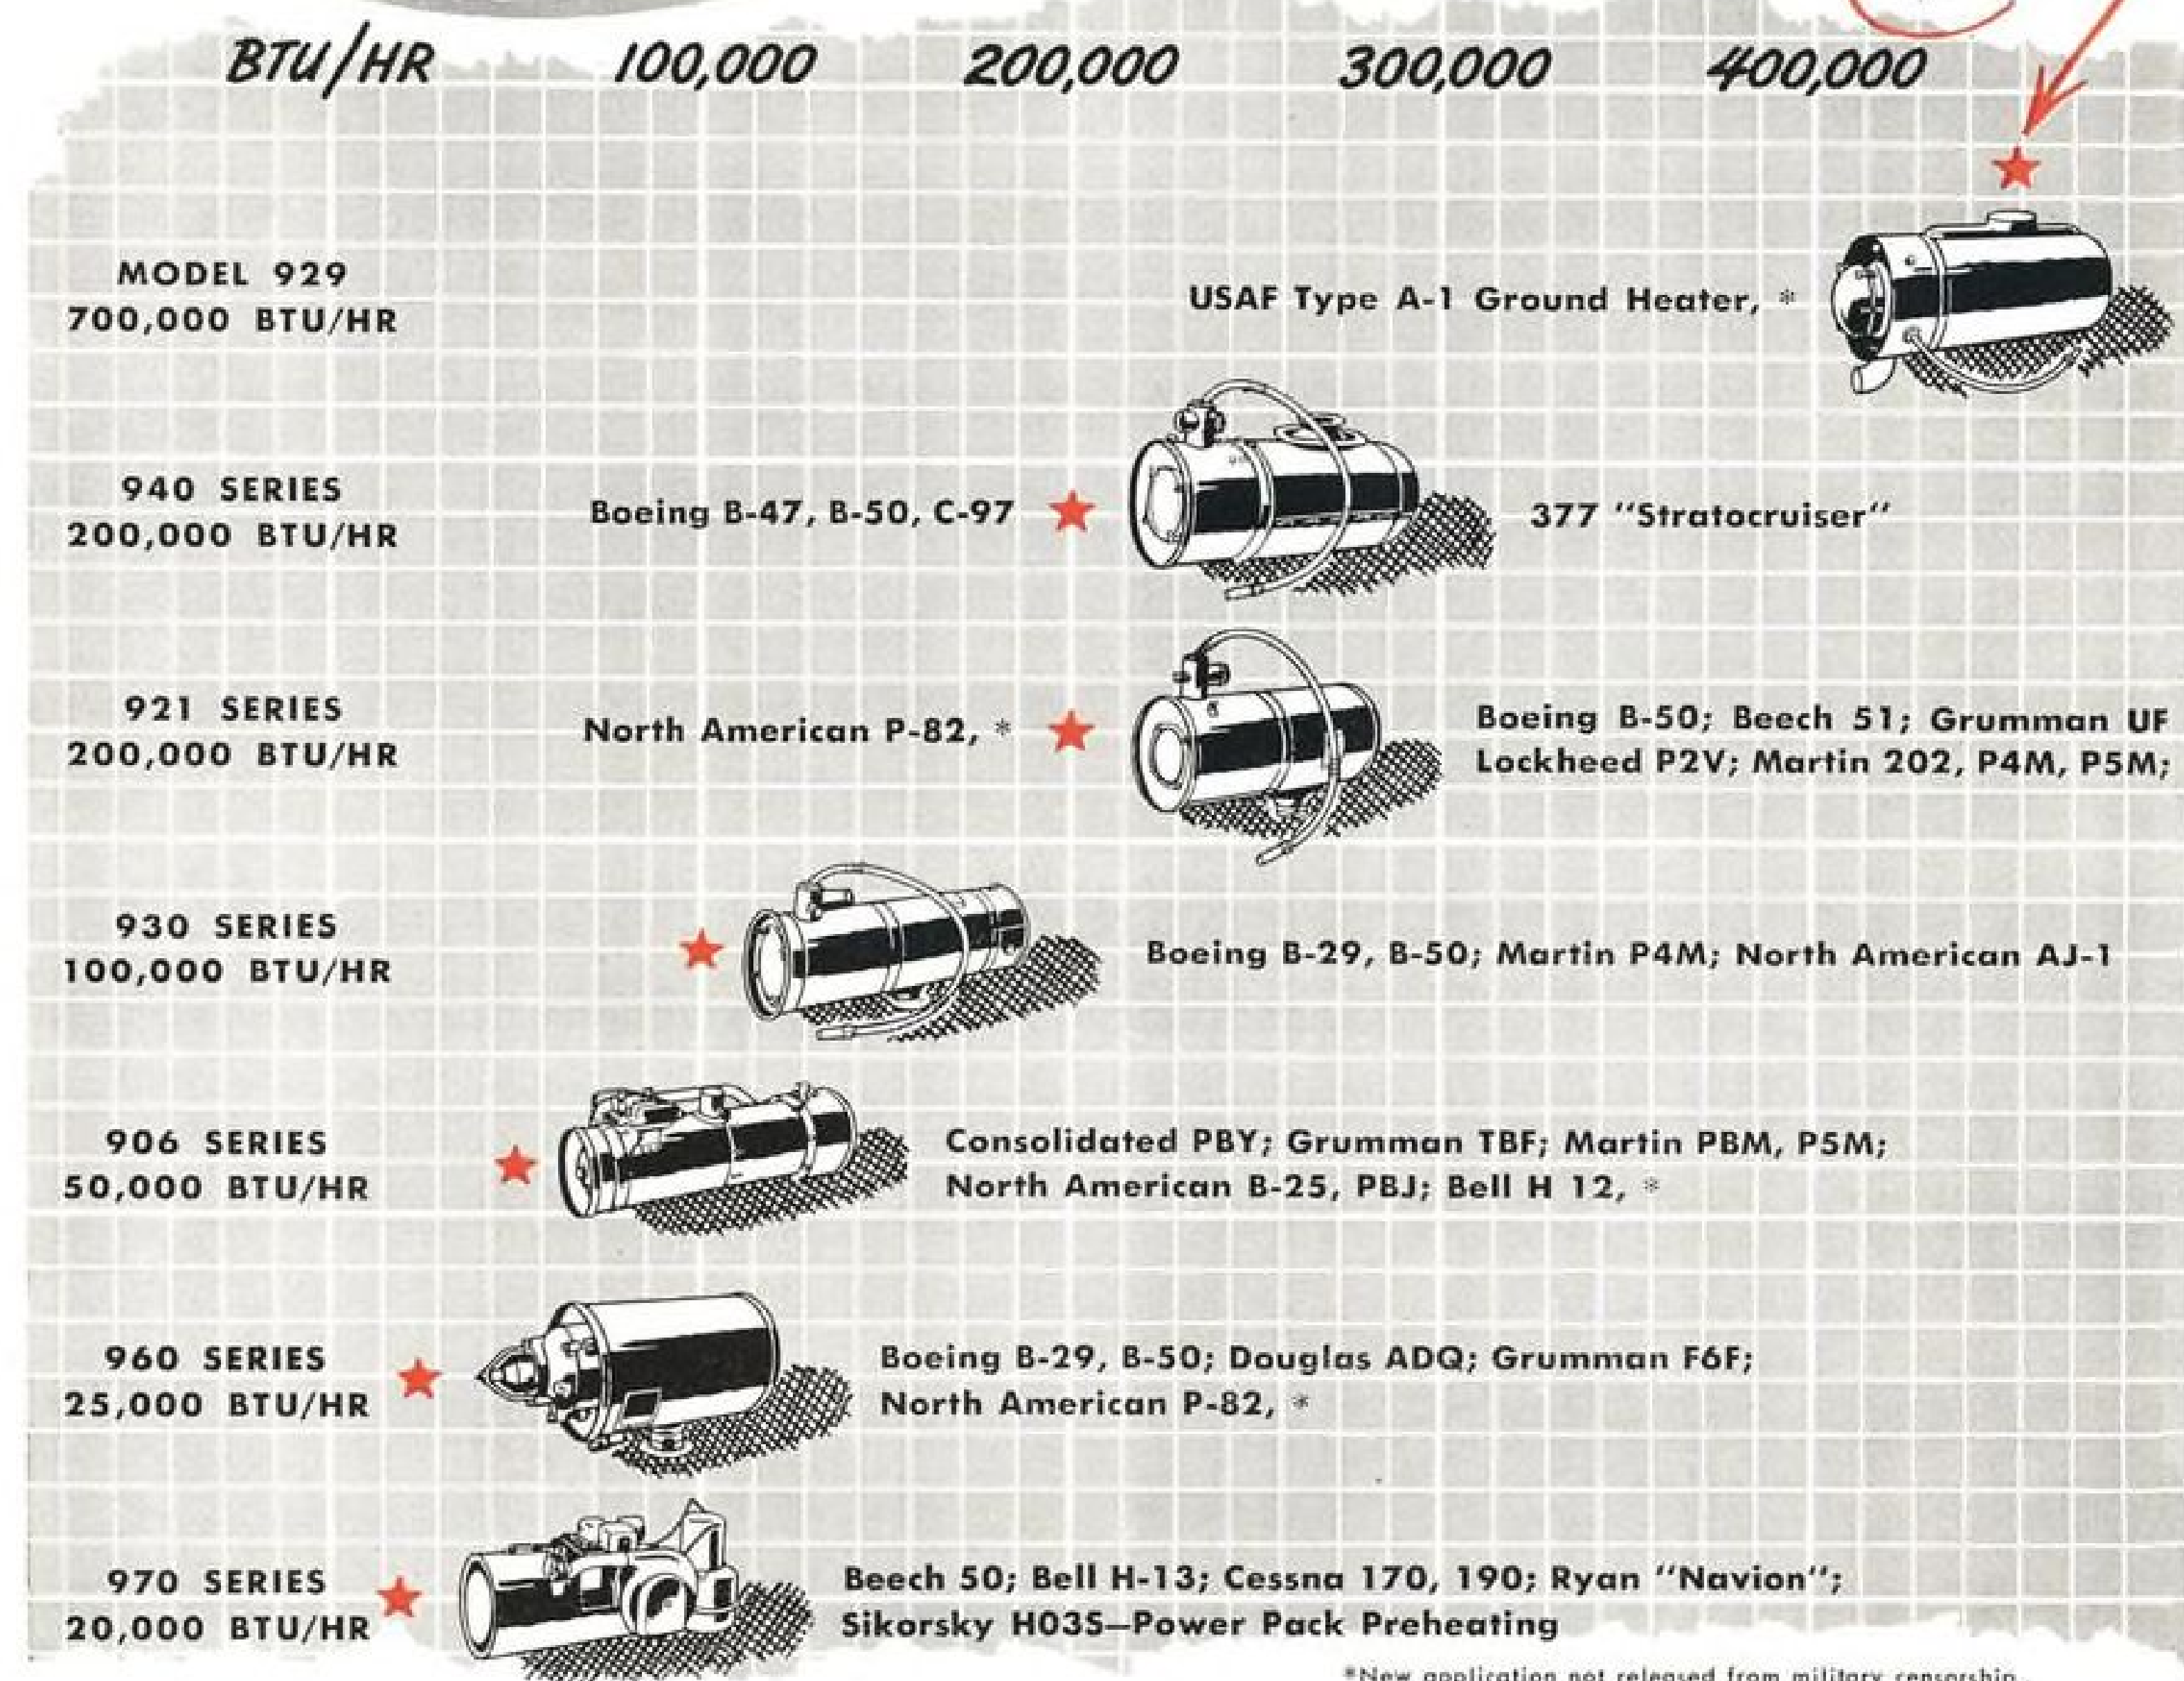 BTU/HR 100,000 200,000 300,000 400,000
MODEL 929
700,000 BTU/HR
USAF Type A-1 Ground Heater, *
940 SERIES
200,000 BTU/HR
Boeing B-47, B-50, C-97
377 "Stratocruiser"
921 SERIES
200,000 BTU/HR
North American P-82, *
Boeing B-50; Beech 51; Grumman UF
Lockheed P2V; Martin 202, P4M, P5M;
930 SERIES
100,000 BTU/HR
Boeing B-29, B-50; Martin P4M; North American AJ-1
906 SERIES
50,000 BTU/HR
Consolidated PBY; Grumman TBF; Martin PBM, P5M;
North American B-25, PBJ; Bell H 12, *
960 SERIES
25,000 BTU/HR
Boeing B-29, B-50; Douglas ADQ; Grumman F6F;
North American P-82, *
970 SERIES
20,000 BTU/HR
Beech 50; Bell H-13; Cessna 170, 190; Ryan "Navion";
Sikorsky H03S—Power Pack Preheating
*New application not released from military censorship.